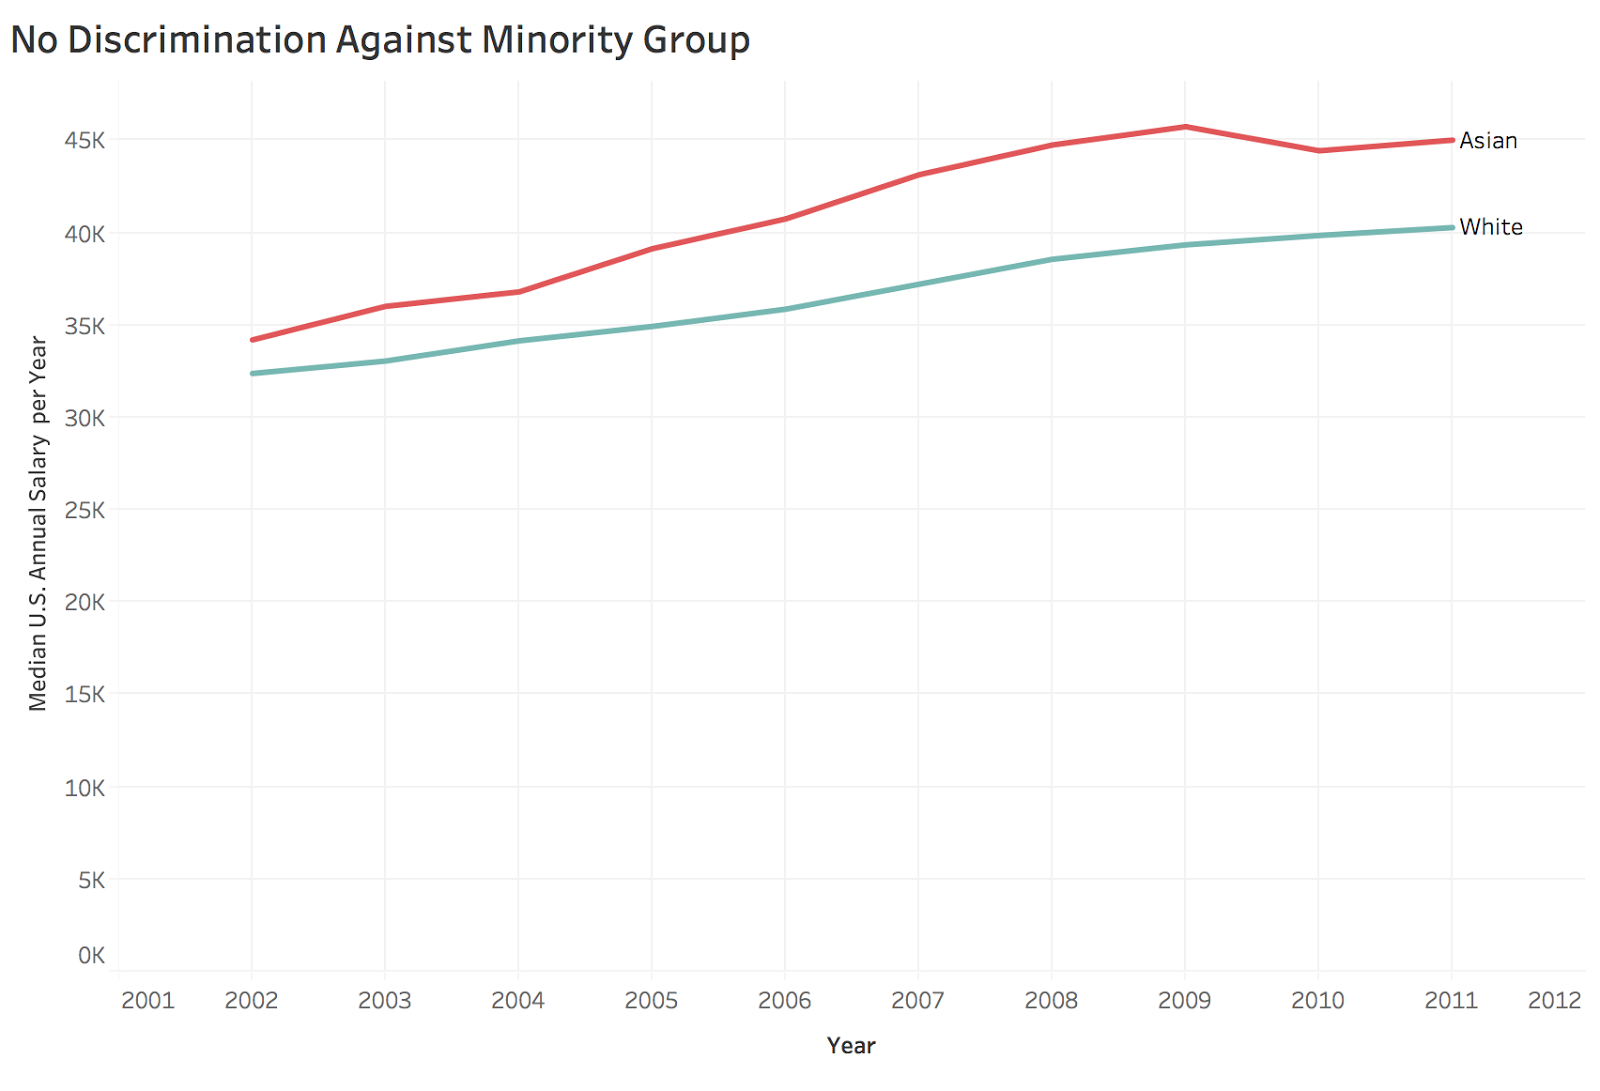 No Discrimination Against Minority Group
Median U.S. Annual Salary per Year
45K
40K
35K
30K
25K
20K
15K
10K
5K
0K
Asian
White
2001 2002 2003 2004 2005 2006 2007 2008 2009 2010 2011 2012
Year